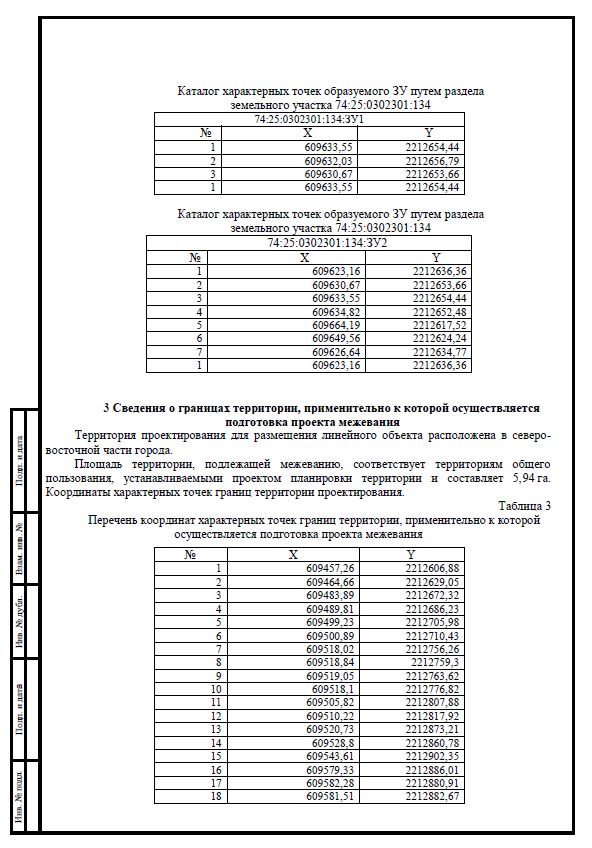 Каталог характерных точек образуемого ЗУ путем раздела
земельного участка 74:25:0302301:134
74:25:0302301:134:ЗУ1
№ X Y
1 609633,55 2212654,44
2 609632,03 2212656,79
3 609630,67 2212653,66
1 609633,55 2212654,44
Каталог характерных точек образуемого ЗУ путем раздела
земельного участка 74:25:0302301:134
74:25:0302301:134:ЗУ2
№ X Y
1 609623,16 2212636,36
2 609630,67 2212653,66
3 609633,55 2212654,44
4 609634,82 2212652,48
5 609664,19 2212617,52
6 609649,56 2212624,24
7 609626,64 2212634,77
1 609623,16 2212636,36
3 Сведения о границах территории, применительно к которой осуществляется
подготовка проекта межевания
Территория проектирования для размещения линейного объекта расположена в северо-
восточной части города.
Площадь территории, подлежащей межеванию, соответствует территориям общего
пользования, устанавливаемыми проектом планировки территории и составляет 5,94 га.
Координаты характерных точек границ территории проектирования.
Таблица 3
Перечень координат характерных точек границ территории, применительно к которой
осуществляется подготовка проекта межевания
№ X Y
1 609457,26 2212606,88
2 609464,66 2212629,05
3 609483,89 2212672,32
4 609489,81 2212686,23
5 609499,23 2212705,98
6 609500,89 2212710,43
7 609518,02 2212756,26
8 609518,84 2212759,3
9 609519,05 2212763,62
10 609518,1 2212776,82
11 609505,82 2212807,88
12 609510,22 2212817,92
13 609520,73 2212873,21
14 609528,8 2212860,78
15 609543,61 2212902,35
16 609579,33 2212886,01
17 609582,28 2212880,91
18 609581,51 2212882,67
Подп. и дата
Взам. инв. №
Инв. № дубл.
Подп. и дата
Инв. № подл.